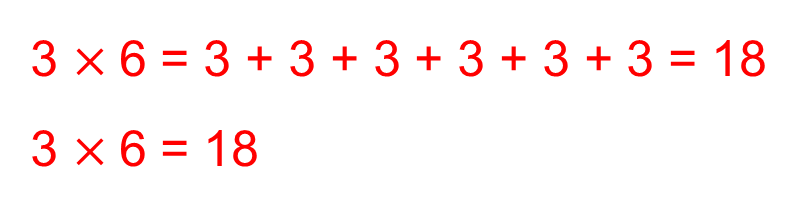 3 × 6 = 3 + 3 + 3 + 3 + 3 + 3 = 18
3 × 6 = 18